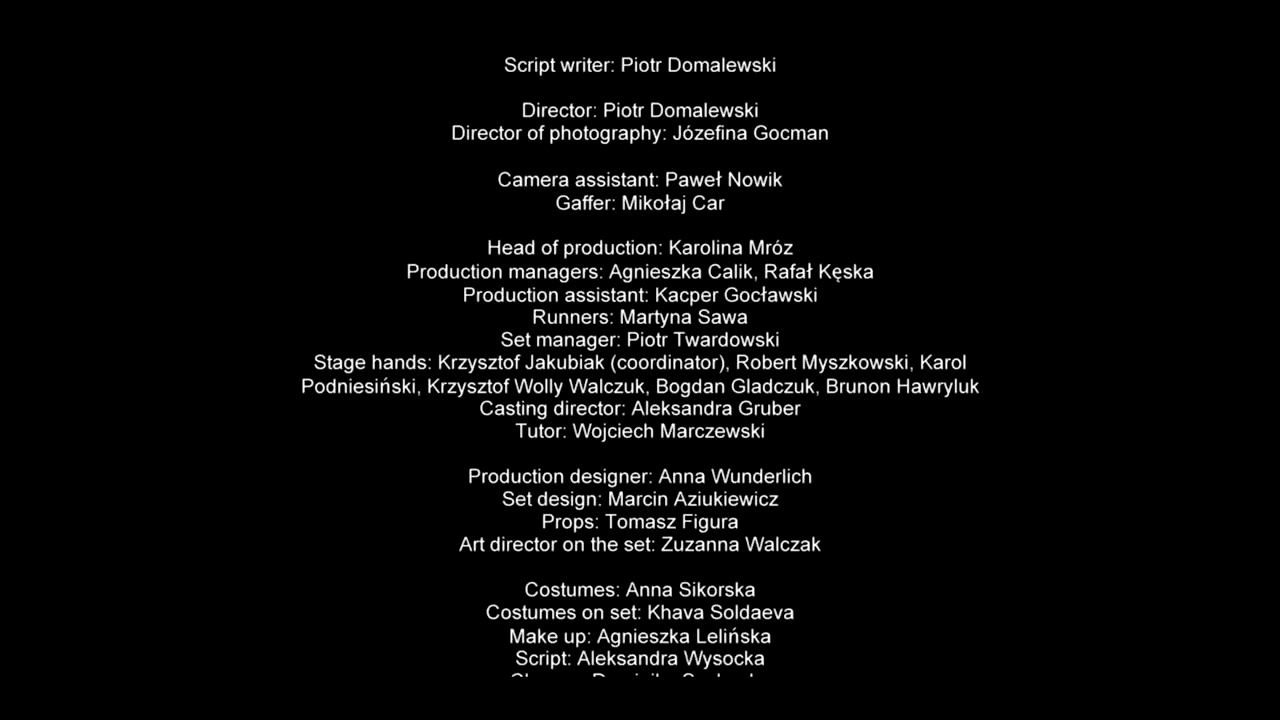 Script writer: Piotr Domalewski
Director: Piotr Domalewski
Director of photography: Józefina Gocman
Camera assistant: Paweł Nowik
Gaffer: Mikołaj Car
Head of production: Karolina Mróz
Production managers: Agnieszka Calik, Rafał Kęska
Production assistant: Kacper Gocławski
Runners: Martyna Sawa
Set manager: Piotr Twardowski
Stage hands: Krzysztof Jakubiak (coordinator), Robert Myszkowski, Karol
Podniesiński, Krzysztof Wolly Walczuk, Bogdan Gladczuk, Brunon Hawryluk
Casting director: Aleksandra Gruber
Tutor: Wojciech Marczewski
Production designer: Anna Wunderlich
Set design: Marcin Aziukiewicz
Props: Tomasz Figura
Art director on the set: Zuzanna Walczak
Costumes: Anna Sikorska
Costumes on set: Khava Soldaeva
Make up: Agnieszka Lelińska
Script: Aleksandra Wysocka